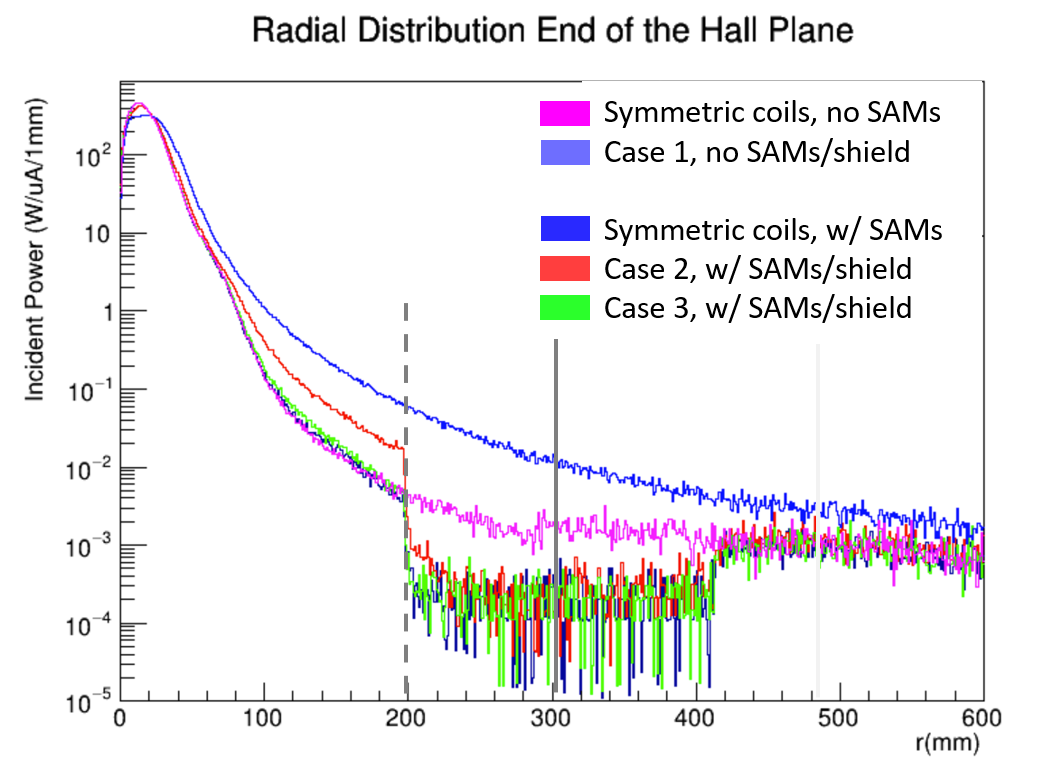 Radial Distribution End of the Hall Plane
Incident Power (W/uA/1mm)
Symmetric coils, no SAMs
Case 1, no SAMs/shield
Symmetric coils, w/ SAMs
Case 2, w/ SAMs/shield
Case 3, w/ SAMs/shield
10²
10
1
10⁻¹
10⁻²
10⁻³
10⁻⁴
10⁻⁵
0 100 200 300 400 500 600
r(mm)